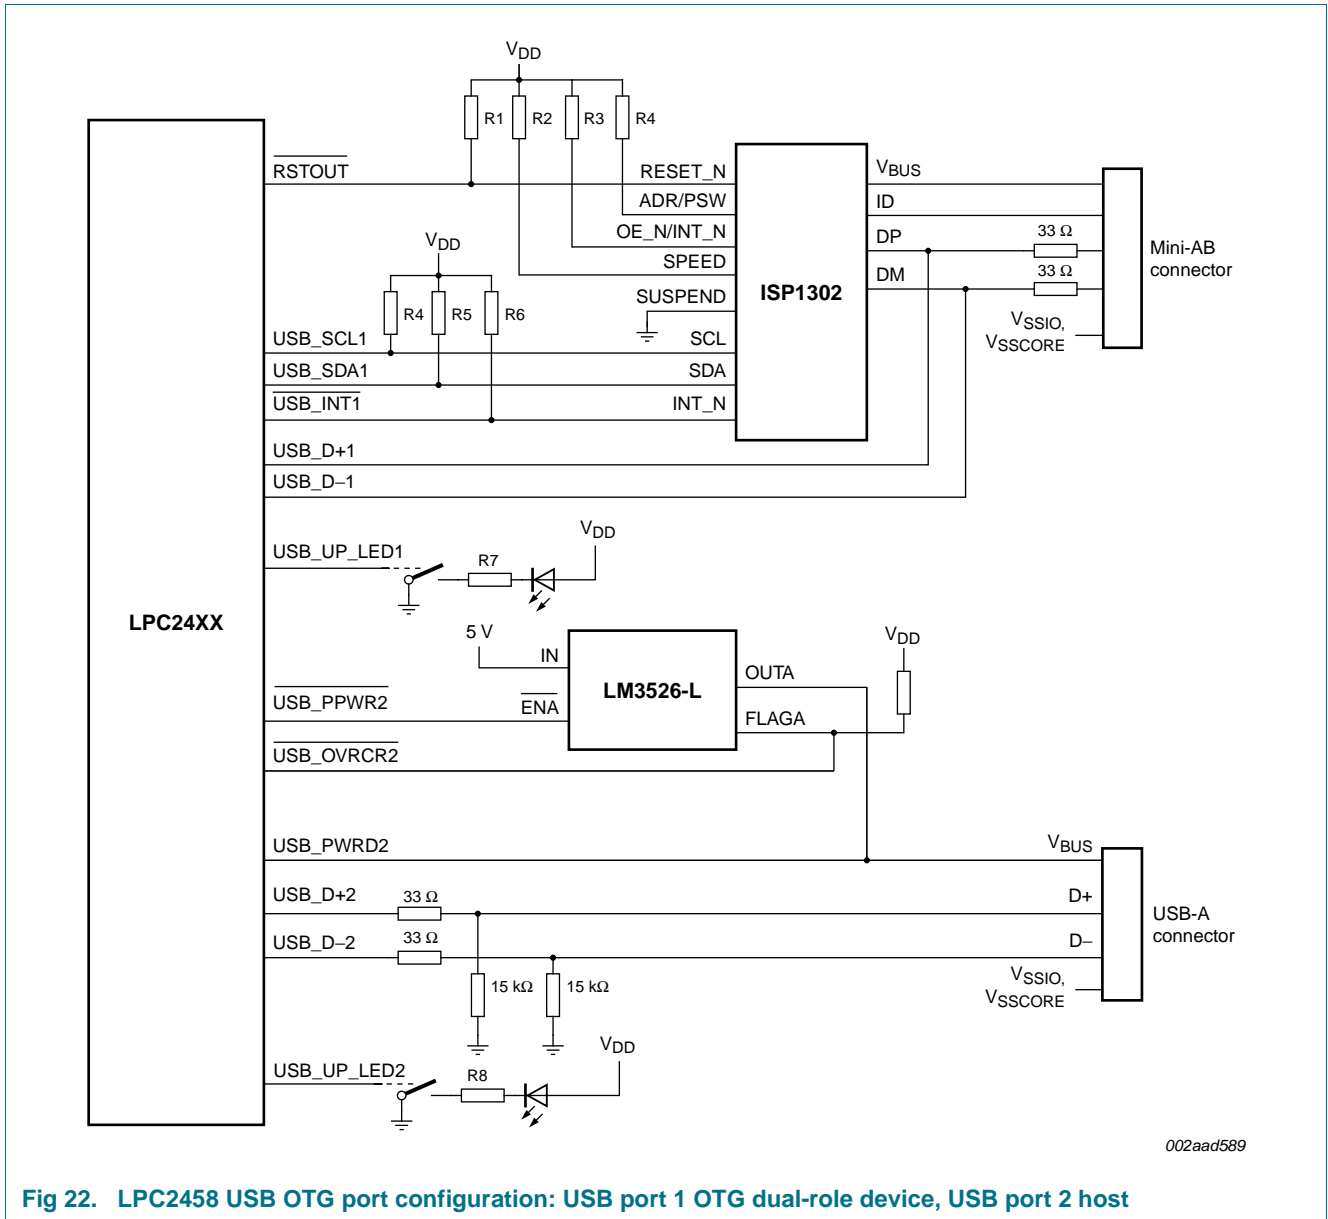 VDD
R1 R2 R3 R4
RSTOUT
RESET_N
ADR/PSW
OE_N/INT_N
SPEED
SUSPEND
SCL
SDA
INT_N
ISP1302
VBUS
ID
DP
DM
33 Ω
33 Ω
VSSIO,
VSSCORE
Mini-AB
connector
VDD
R4 R5 R6
USB_SCL1
USB_SDA1
USB_INT1
USB_D+1
USB_D−1
USB_UP_LED1
R7
VDD
LPC24XX
5 V
IN
ENA
LM3526-L
OUTA
FLAGA
VDD
USB_PPWR2
USB_OVRCR2
USB_PWRD2
USB_D+2
33 Ω
USB_D−2
33 Ω
15 kΩ
15 kΩ
VBUS
D+
D−
VSSIO,
VSSCORE
USB-A
connector
USB_UP_LED2
R8
VDD
002aad589
Fig 22. LPC2458 USB OTG port configuration: USB port 1 OTG dual-role device, USB port 2 host